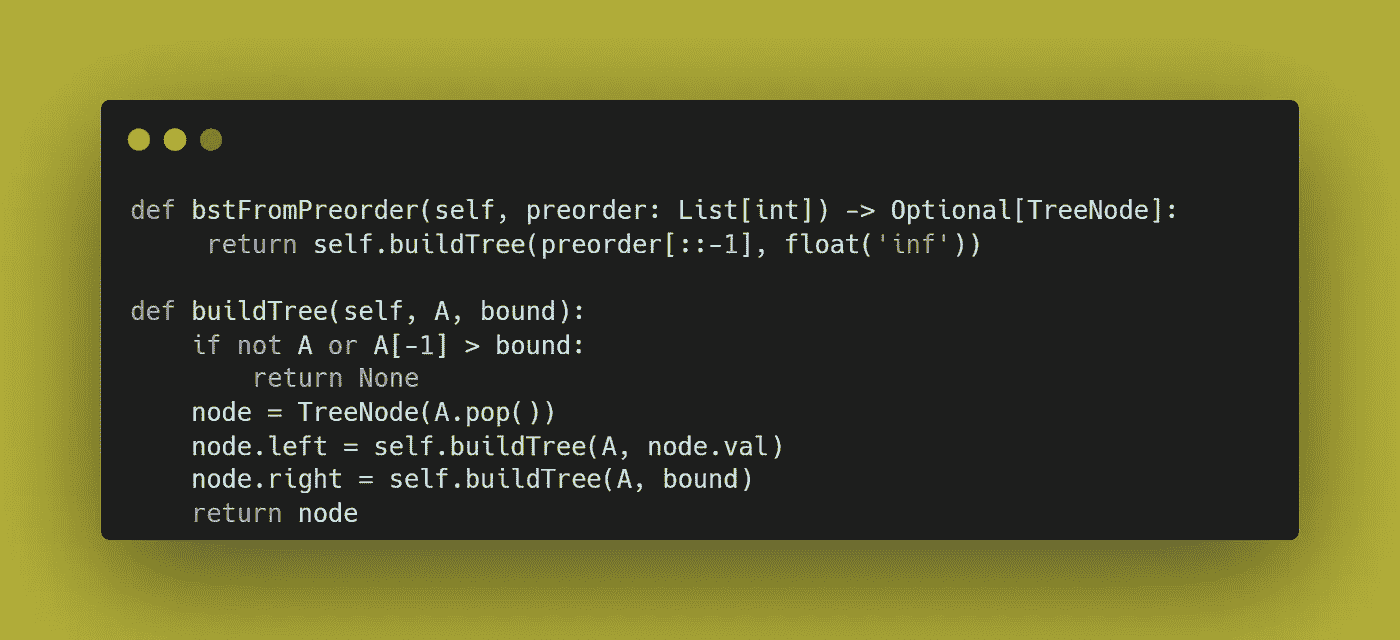 def bstFromPreorder(self, preorder: List[int]) -> Optional[TreeNode]:
     return self.buildTree(preorder[::-1], float('inf'))

def buildTree(self, A, bound):
    if not A or A[-1] > bound:
        return None
    node = TreeNode(A.pop())
    node.left = self.buildTree(A, node.val)
    node.right = self.buildTree(A, bound)
    return node